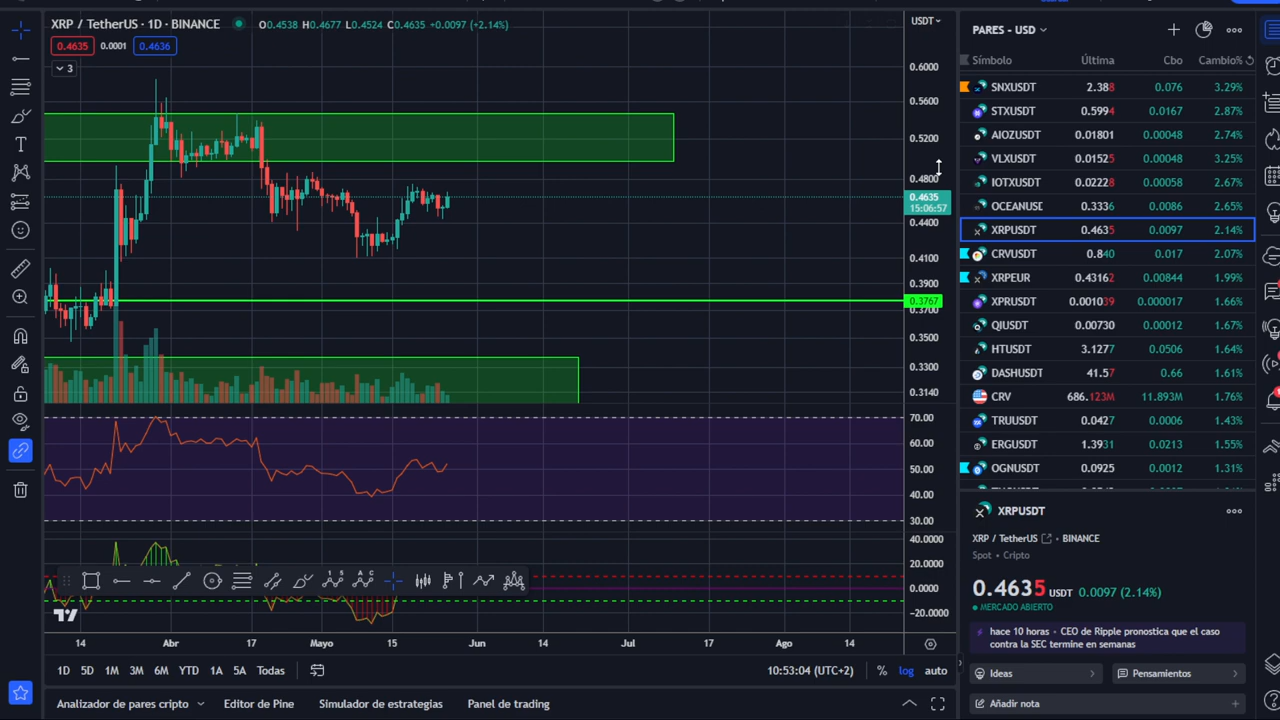 XRP / TetherUS · 1D · BINANCE O0.4538 H0.4677 L0.4524 C0.4635 +0.0097 (+2.14%)
0.4635 0.0001 0.4636
3
USDT
0.6000
0.5600
0.5200
0.4800
0.4635
15:06:57
0.4400
0.4100
0.3900
0.3767
0.3700
0.3500
0.3300
0.3140
70.00
60.00
50.00
40.00
30.00
40.0000
20.0000
0.0000
−20.0000
14 Abr 17 Mayo 15 Jun 14 Jul 17 Ago 14
1D 5D 1M 3M 6M YTD 1A 5A Todas 10:53:04 (UTC+2) % log auto
Analizador de pares cripto Editor de Pine Simulador de estrategias Panel de trading
PARES - USD
Símbolo Última Cbo Cambio%
SNXUSDT 2.388 0.076 3.29%
STXUSDT 0.5994 0.0167 2.87%
AIOZUSDT 0.01801 0.00048 2.74%
VLXUSDT 0.01525 0.00048 3.25%
IOTXUSDT 0.02228 0.00058 2.67%
OCEANUSD 0.3336 0.0086 2.65%
XRPUSDT 0.4635 0.0097 2.14%
CRVUSDT 0.840 0.017 2.07%
XRPEUR 0.43162 0.00844 1.99%
XPRUSDT 0.001039 0.000017 1.66%
QIUSDT 0.00730 0.00012 1.67%
HTUSDT 3.1277 0.0506 1.64%
DASHUSDT 41.57 0.66 1.61%
CRV 686.123M 11.893M 1.76%
TRUUSDT 0.0427 0.0006 1.43%
ERGUSDT 1.3931 0.0213 1.55%
OGNUSDT 0.0925 0.0012 1.31%
XRPUSDT
XRP / TetherUS BINANCE
Spot • Cripto
0.4635 USDT 0.0097 (2.14%)
MERCADO ABIERTO
hace 10 horas · CEO de Ripple pronostica que el caso
contra la SEC termine en semanas
Ideas Pensamientos
Añadir nota